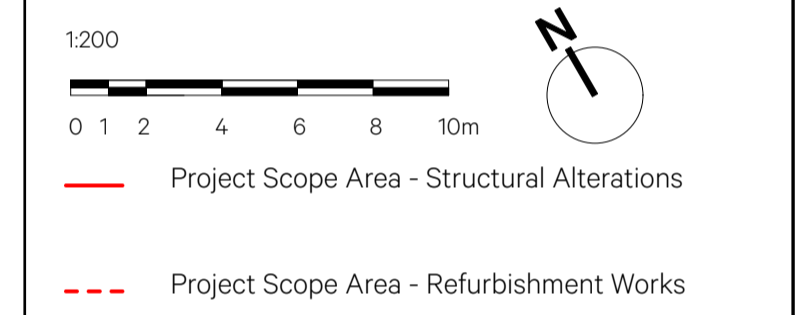 1:200
N
0 1 2 4 6 8 10m
Project Scope Area - Structural Alterations
Project Scope Area - Refurbishment Works